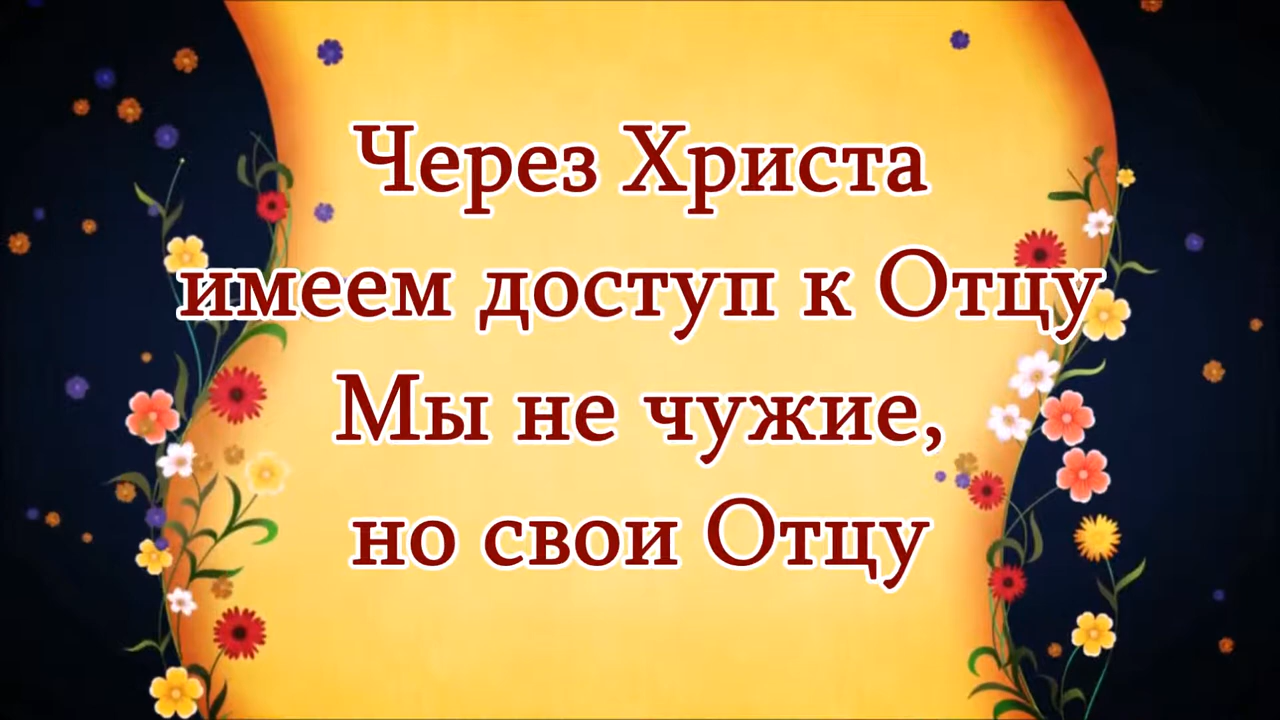 Через Христа
имеем доступ к Отцу
Мы не чужие,
но свои Отцу